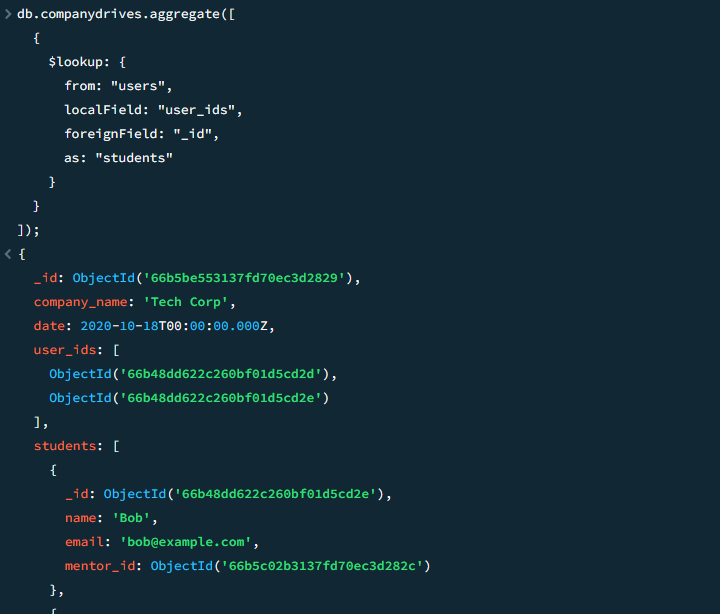 > db.companydrives.aggregate([
{
$lookup: {
from: "users",
localField: "user_ids",
foreignField: "_id",
as: "students"
}
}
]);
< {
_id: ObjectId('66b5be553137fd70ec3d2829'),
company_name: 'Tech Corp',
date: 2020-10-18T00:00:00.000Z,
user_ids: [
ObjectId('66b48dd622c260bf01d5cd2d'),
ObjectId('66b48dd622c260bf01d5cd2e')
],
students: [
{
_id: ObjectId('66b48dd622c260bf01d5cd2e'),
name: 'Bob',
email: 'bob@example.com',
mentor_id: ObjectId('66b5c02b3137fd70ec3d282c')
},
{